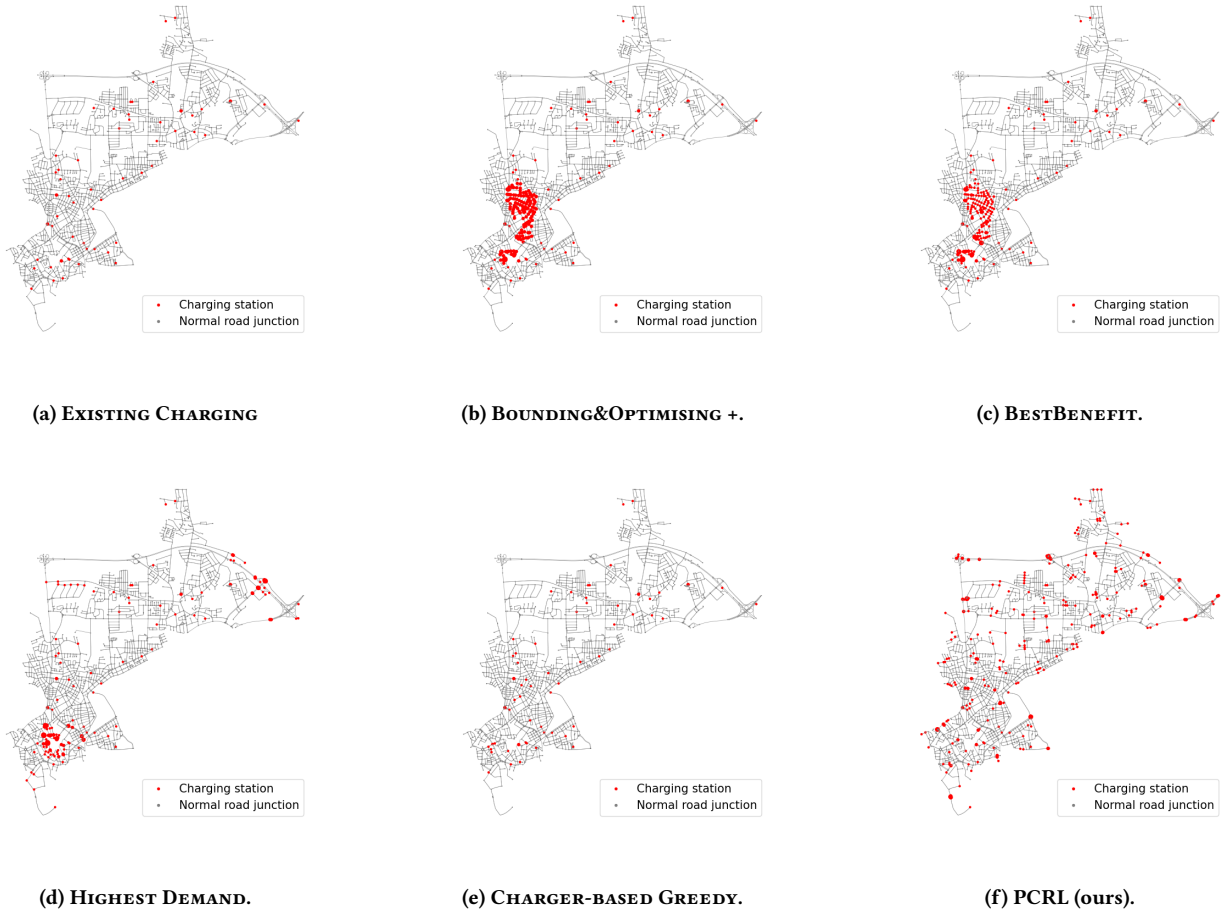 Charging station
Normal road junction
Charging station
Normal road junction
Charging station
Normal road junction
(a) Existing Charging
(b) Bounding&Optimising +.
(c) BestBenefit.
Charging station
Normal road junction
Charging station
Normal road junction
Charging station
Normal road junction
(d) Highest Demand.
(e) Charger-based Greedy.
(f) PCRL (ours).